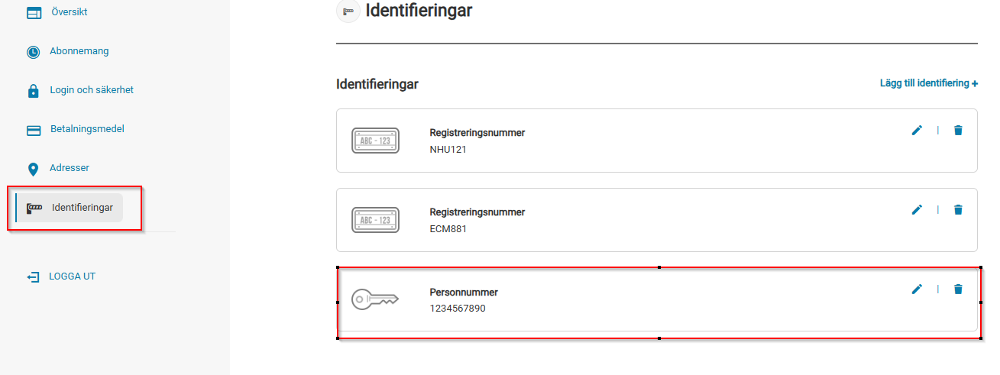 Översikt
Abonnemang
Login och säkerhet
Betalningsmedel
Adresser
Identifieringar
LOGGA UT
Identifieringar
Identifieringar
Lägg till identifiering +
ABC - 123
Registreringsnummer
NHU121
ABC - 123
Registreringsnummer
ECM881
Personnummer
1234567890